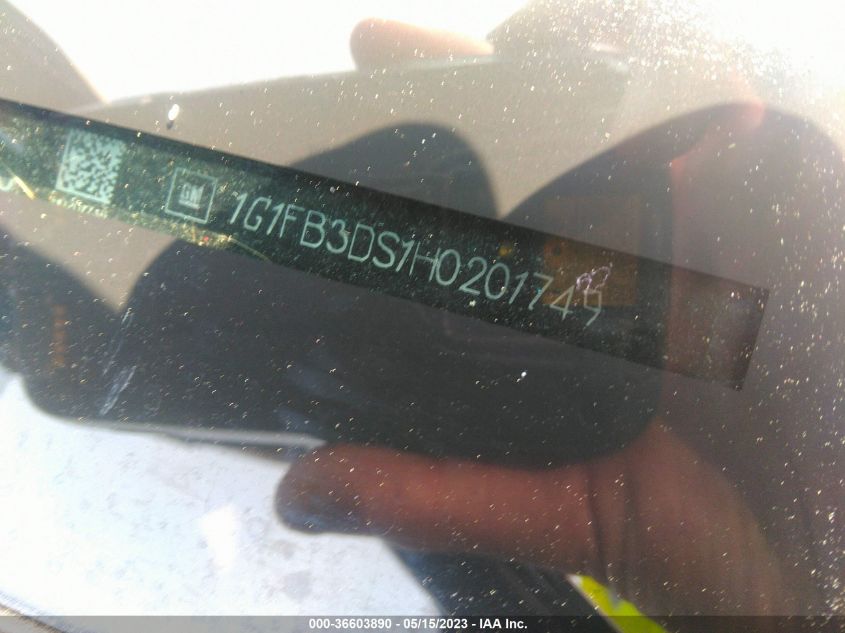 GM
1G1FB3DS1H0201749
000-36603890 - 05/15/2023 - IAA Inc.